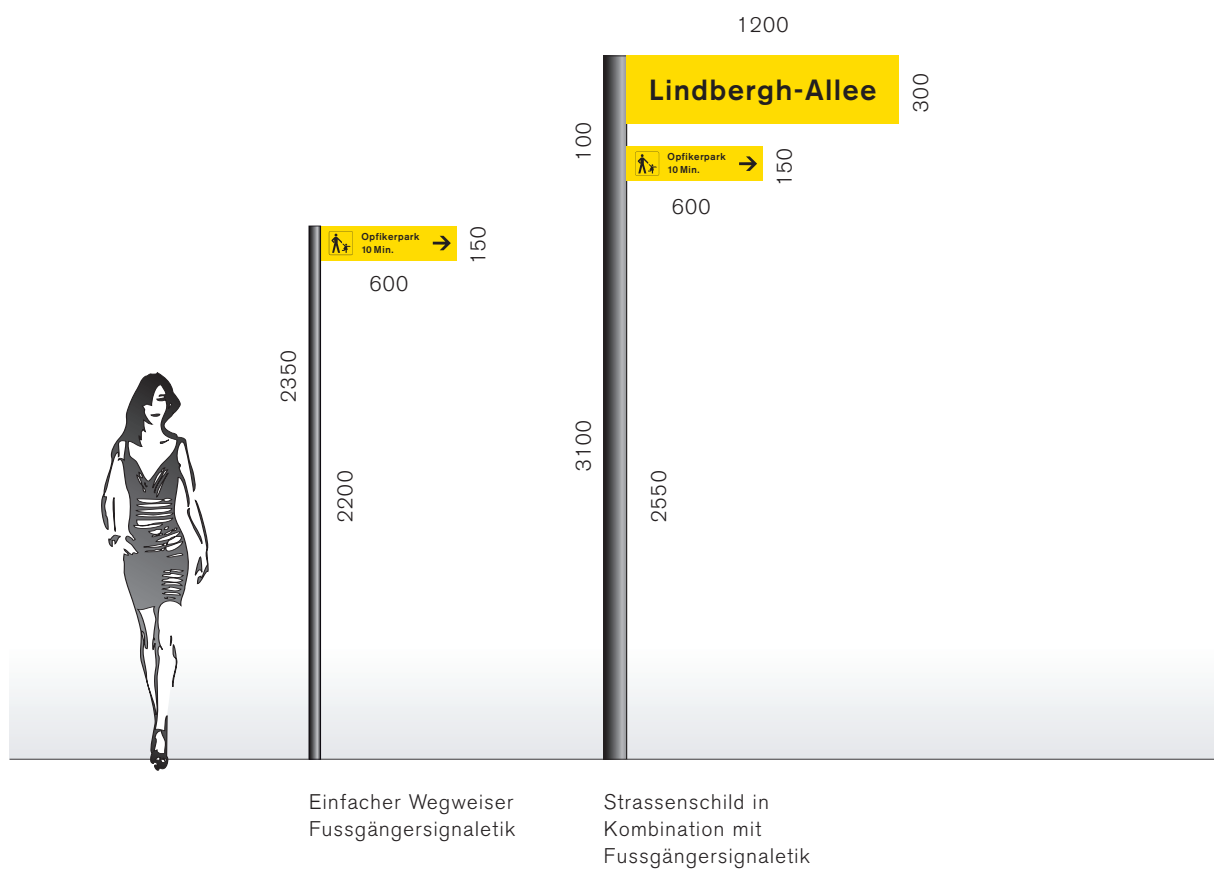 1200
Lindbergh-Allee
300
100
Opfikerpark
10 Min.
150
600
Opfikerpark
10 Min.
150
600
2350
2200
3100
2550
Einfacher Wegweiser
Fussgängersignaletik
Strassenschild in
Kombination mit
Fussgängersignaletik